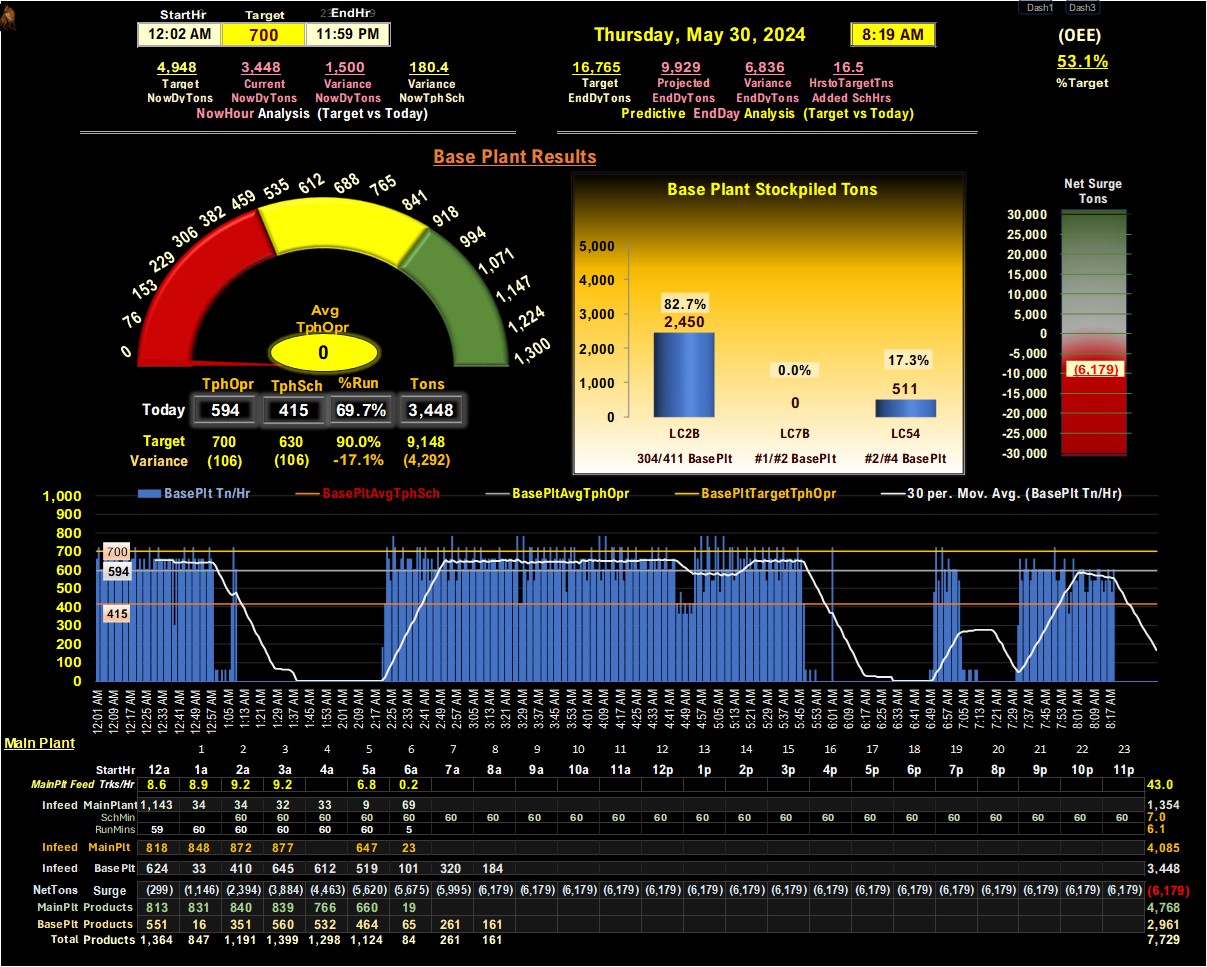 StartHr Target EndHr Dash1 Dash3
12:02 AM 700 11:59 PM Thursday, May 30, 2024 8:19 AM (OEE)
4,948 3,448 1,500 180.4 16,765 9,929 6,836 16.5 53.1%
Target Current Variance Variance Target Projected Variance HrstoTargetTns %Target
NowDyTons NowDyTons NowDyTons NowTphSch EndDyTons EndDyTons EndDyTons Added SchHrs
NowHour Analysis (Target vs Today) Predictive EndDay Analysis (Target vs Today)
Base Plant Results
0 76 153 229 306 382 459 535 612 688 765 841 918 994 1,071 1,147 1,224 1,300
Avg
TphOpr
0
TphOpr TphSch %Run Tons
Today 594 415 69.7% 3,448
Target 700 630 90.0% 9,148
Variance (106) (106) -17.1% (4,292)
Base Plant Stockpiled Tons
5,000
4,000
3,000
2,000
1,000
0
82.7%
2,450
0.0%
0
17.3%
511
LC2B LC7B LC54
304/411 BasePlt #1/#2 BasePlt #2/#4 BasePlt
Net Surge
Tons
30,000
25,000
20,000
15,000
10,000
5,000
0
-5,000
-10,000
-15,000
-20,000
-25,000
-30,000
(6,179)
BasePlt Tn/Hr BasePltAvgTphSch BasePltAvgTphOpr BasePltTargetTphOpr 30 per. Mov. Avg. (BasePlt Tn/Hr)
1,000
900
800
700
600
500
400
300
200
100
0
700
594
415
12:01 AM 12:09 AM 12:17 AM 12:25 AM 12:33 AM 12:41 AM 12:49 AM 12:57 AM 1:05 AM 1:13 AM 1:21 AM 1:29 AM 1:37 AM 1:45 AM 1:53 AM 2:01 AM 2:09 AM 2:17 AM 2:25 AM 2:33 AM 2:41 AM 2:49 AM 2:57 AM 3:05 AM 3:13 AM 3:21 AM 3:29 AM 3:37 AM 3:45 AM 3:53 AM 4:01 AM 4:09 AM 4:17 AM 4:25 AM 4:33 AM 4:41 AM 4:49 AM 4:57 AM 5:05 AM 5:13 AM 5:21 AM 5:29 AM 5:37 AM 5:45 AM 5:53 AM 6:01 AM 6:09 AM 6:17 AM 6:25 AM 6:33 AM 6:41 AM 6:49 AM 7:05 AM 7:13 AM 7:29 AM 7:37 AM 7:45 AM 7:53 AM 8:01 AM 8:09 AM 8:17 AM
Main Plant
1 2 3 4 5 6 7 8 9 10 11 12 13 14 15 16 17 18 19 20 21 22 23
StartHr 12a 1a 2a 3a 4a 5a 6a 7a 8a 9a 10a 11a 12p 1p 2p 3p 4p 5p 6p 7p 8p 9p 10p 11p
MainPlt Feed Trks/Hr 8.6 8.9 9.2 9.2 6.8 0.2 43.0
Infeed MainPlant 1,143 34 34 32 33 9 69 1,354
SchMin 60 60 60 60 60 60 60 60 60 60 60 60 60 60 60 60 60 60 60 60 60 60 7.0
RunMins 59 60 60 60 60 60 5 6.1
Infeed MainPlt 818 848 872 877 647 23 4,085
Infeed Base Plt 624 33 410 645 612 519 101 320 184 3.448
NetTons Surge (299) (1,146) (2,394) (3,884) (4,463) (5,620) (5,675) (5,995) (6,179) (6,179) (6,179) (6,179) (6,179) (6,179) (6,179) (6,179) (6,179) (6,179) (6,179) (6,179) (6,179) (6,179) (6,179) (6,179) (6,179)
MainPlt Products 813 831 840 839 766 660 19 4,768
BasePlt Products 551 16 351 560 532 464 65 261 161 2,961
Total Products 1,364 847 1,191 1,399 1,298 1,124 84 261 161 7,729